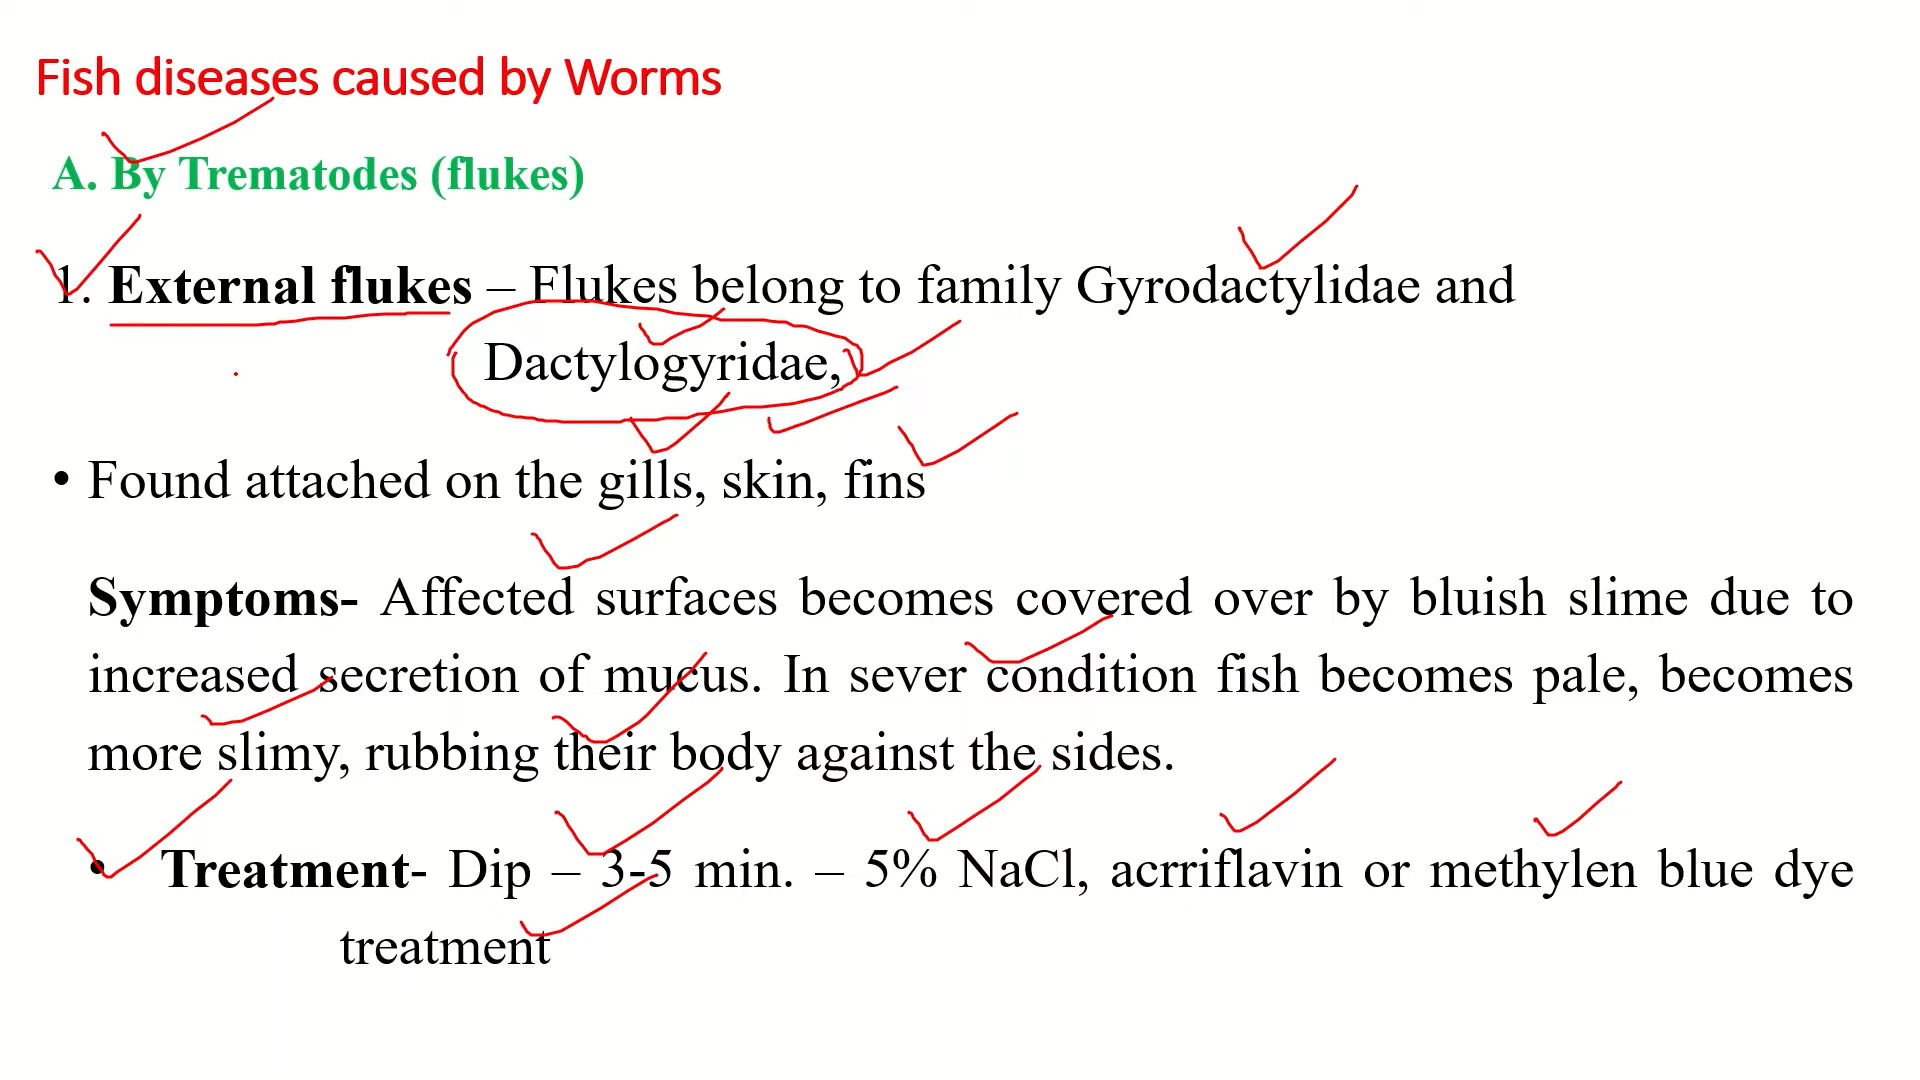 Fish diseases caused by Worms
A. By Trematodes (flukes)
1. External flukes – Flukes belong to family Gyrodactylidae and
Dactylogyridae,
• Found attached on the gills, skin, fins
Symptoms- Affected surfaces becomes covered over by bluish slime due to
increased secretion of mucus. In sever condition fish becomes pale, becomes
more slimy, rubbing their body against the sides.
• Treatment- Dip – 3-5 min. – 5% NaCl, acrriflavin or methylen blue dye
treatment